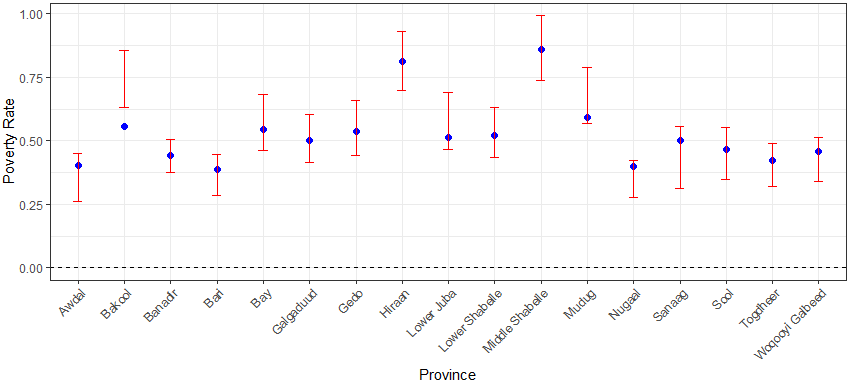 Poverty Rate
1.00
0.75
0.50
0.25
0.00
Awdal
Bakool
Banadir
Bari
Bay
Galgaduud
Gedo
Hiraan
Lower Juba
Lower Shabelle
Middle Shabelle
Mudug
Nugaal
Sanaag
Sool
Togdheer
Woqooyi Galbeed
Province